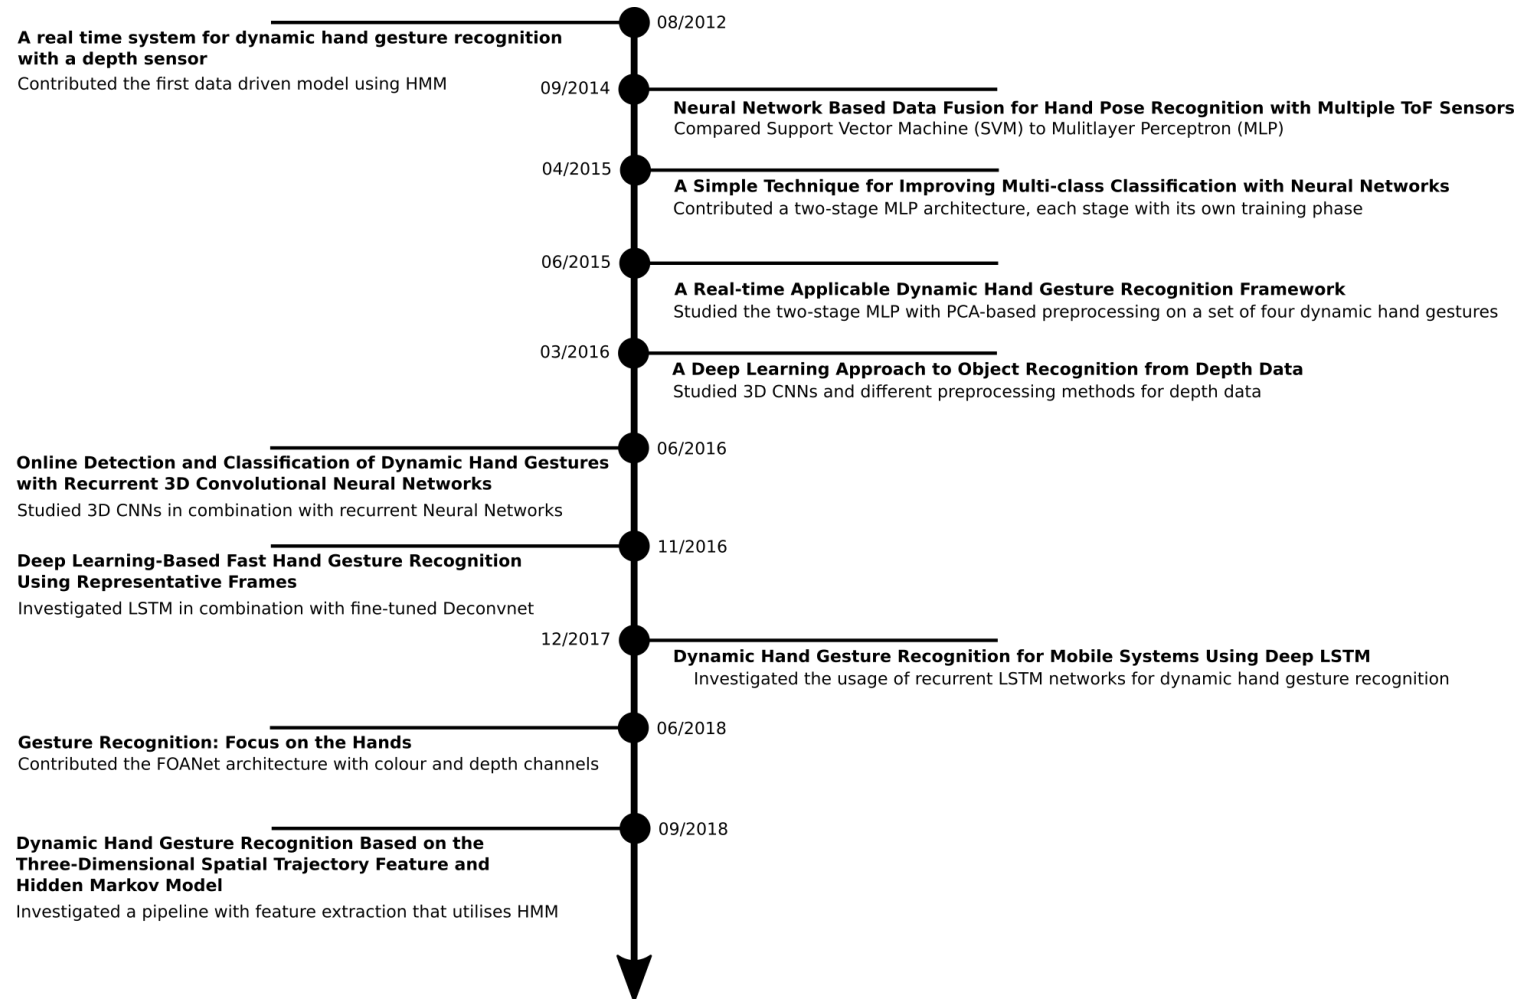 08/2012
A real time system for dynamic hand gesture recognition
with a depth sensor
Contributed the first data driven model using HMM
09/2014
Neural Network Based Data Fusion for Hand Pose Recognition with Multiple ToF Sensors
Compared Support Vector Machine (SVM) to Mulitlayer Perceptron (MLP)
04/2015
A Simple Technique for Improving Multi-class Classification with Neural Networks
Contributed a two-stage MLP architecture, each stage with its own training phase
06/2015
A Real-time Applicable Dynamic Hand Gesture Recognition Framework
Studied the two-stage MLP with PCA-based preprocessing on a set of four dynamic hand gestures
03/2016
A Deep Learning Approach to Object Recognition from Depth Data
Studied 3D CNNs and different preprocessing methods for depth data
06/2016
Online Detection and Classification of Dynamic Hand Gestures
with Recurrent 3D Convolutional Neural Networks
Studied 3D CNNs in combination with recurrent Neural Networks
11/2016
Deep Learning-Based Fast Hand Gesture Recognition
Using Representative Frames
Investigated LSTM in combination with fine-tuned Deconvnet
12/2017
Dynamic Hand Gesture Recognition for Mobile Systems Using Deep LSTM
Investigated the usage of recurrent LSTM networks for dynamic hand gesture recognition
06/2018
Gesture Recognition: Focus on the Hands
Contributed the FOANet architecture with colour and depth channels
09/2018
Dynamic Hand Gesture Recognition Based on the
Three-Dimensional Spatial Trajectory Feature and
Hidden Markov Model
Investigated a pipeline with feature extraction that utilises HMM